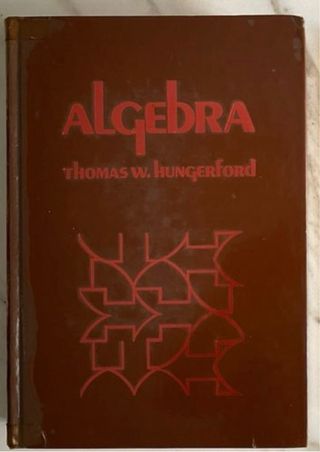 ALGEBRA
THOMAS W. HUNGERFORD